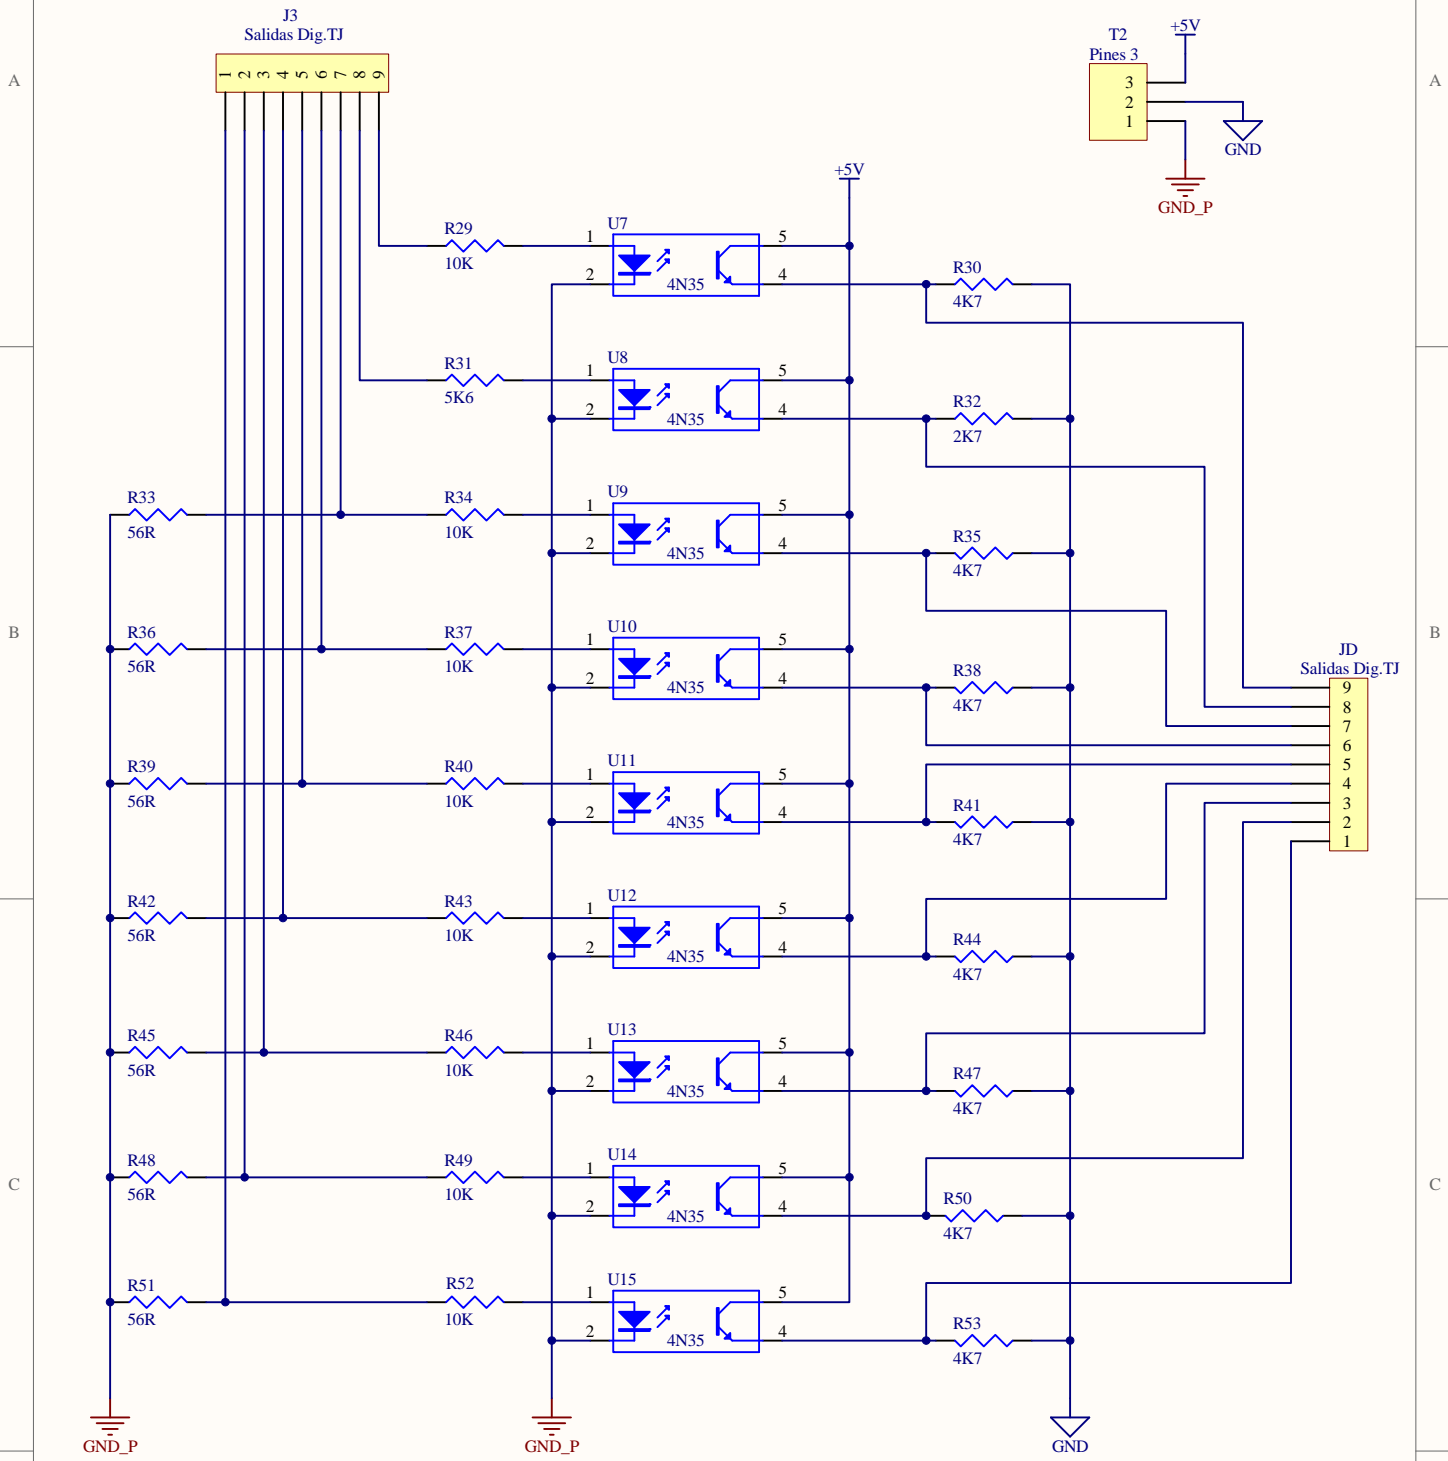 J3
Salidas Dig.TJ
1 2 3 4 5 6 7 8 9
T2
Pines 3
3
2
1
+5V
GND
GND_P
A
A
+5V
R29
10K
U7
1
2
4N35
5
4
R30
4K7
R31
5K6
U8
1
2
4N35
5
4
R32
2K7
R33
56R
R34
10K
U9
1
2
4N35
5
4
R35
4K7
B
B
R36
56R
R37
10K
U10
1
2
4N35
5
4
R38
4K7
JD
Salidas Dig.TJ
9
8
7
6
5
4
3
2
1
R39
56R
R40
10K
U11
1
2
4N35
5
4
R41
4K7
R42
56R
R43
10K
U12
1
2
4N35
5
4
R44
4K7
R45
56R
R46
10K
U13
1
2
4N35
5
4
R47
4K7
C
C
R48
56R
R49
10K
U14
1
2
4N35
5
4
R50
4K7
R51
56R
R52
10K
U15
1
2
4N35
5
4
R53
4K7
GND_P
GND_P
GND